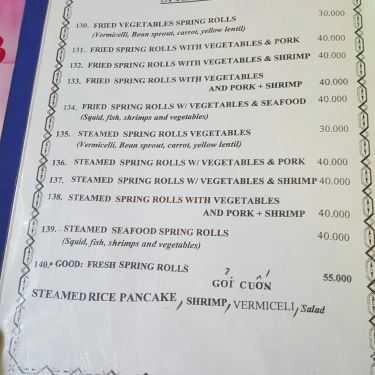 130. FRIED VEGETABLES SPRING ROLLS 30.000
(Vermicelli, Bean sprout, carrot, yellow lentil)
131. FRIED SPRING ROLLS WITH VEGETABLES & PORK 40.000
132. FRIED SPRING ROLLS WITH VEGETABLES & SHRIMP 40.000
133. FRIED SPRING ROLLS WITH VEGETABLES
AND PORK + SHRIMP 40.000
134. FRIED SPRING ROLLS W/ VEGETABLES & SEAFOOD 40.000
(Squid, fish, shrimps and vegetables)
135. STEAMED SPRING ROLLS VEGETABLES 30.000
(Vermicelli, Bean sprout, carrot, yellow lentil)
136. STEAMED SPRING ROLLS W/ VEGETABLES & PORK 40.000
137. STEAMED SPRING ROLLS W/ VEGETABLES & SHRIMP 40.000
138. STEAMED SPRING ROLLS WITH VEGETABLES
AND PORK + SHRIMP 40.000
139. STEAMED SEAFOOD SPRING ROLLS 40.000
(Squid, fish, shrimps and vegetables)
140.* GOOD: FRESH SPRING ROLLS GỎI CUỐN 55.000
STEAMED RICE PANCAKE, SHRIMP, VERMICELI, Salad